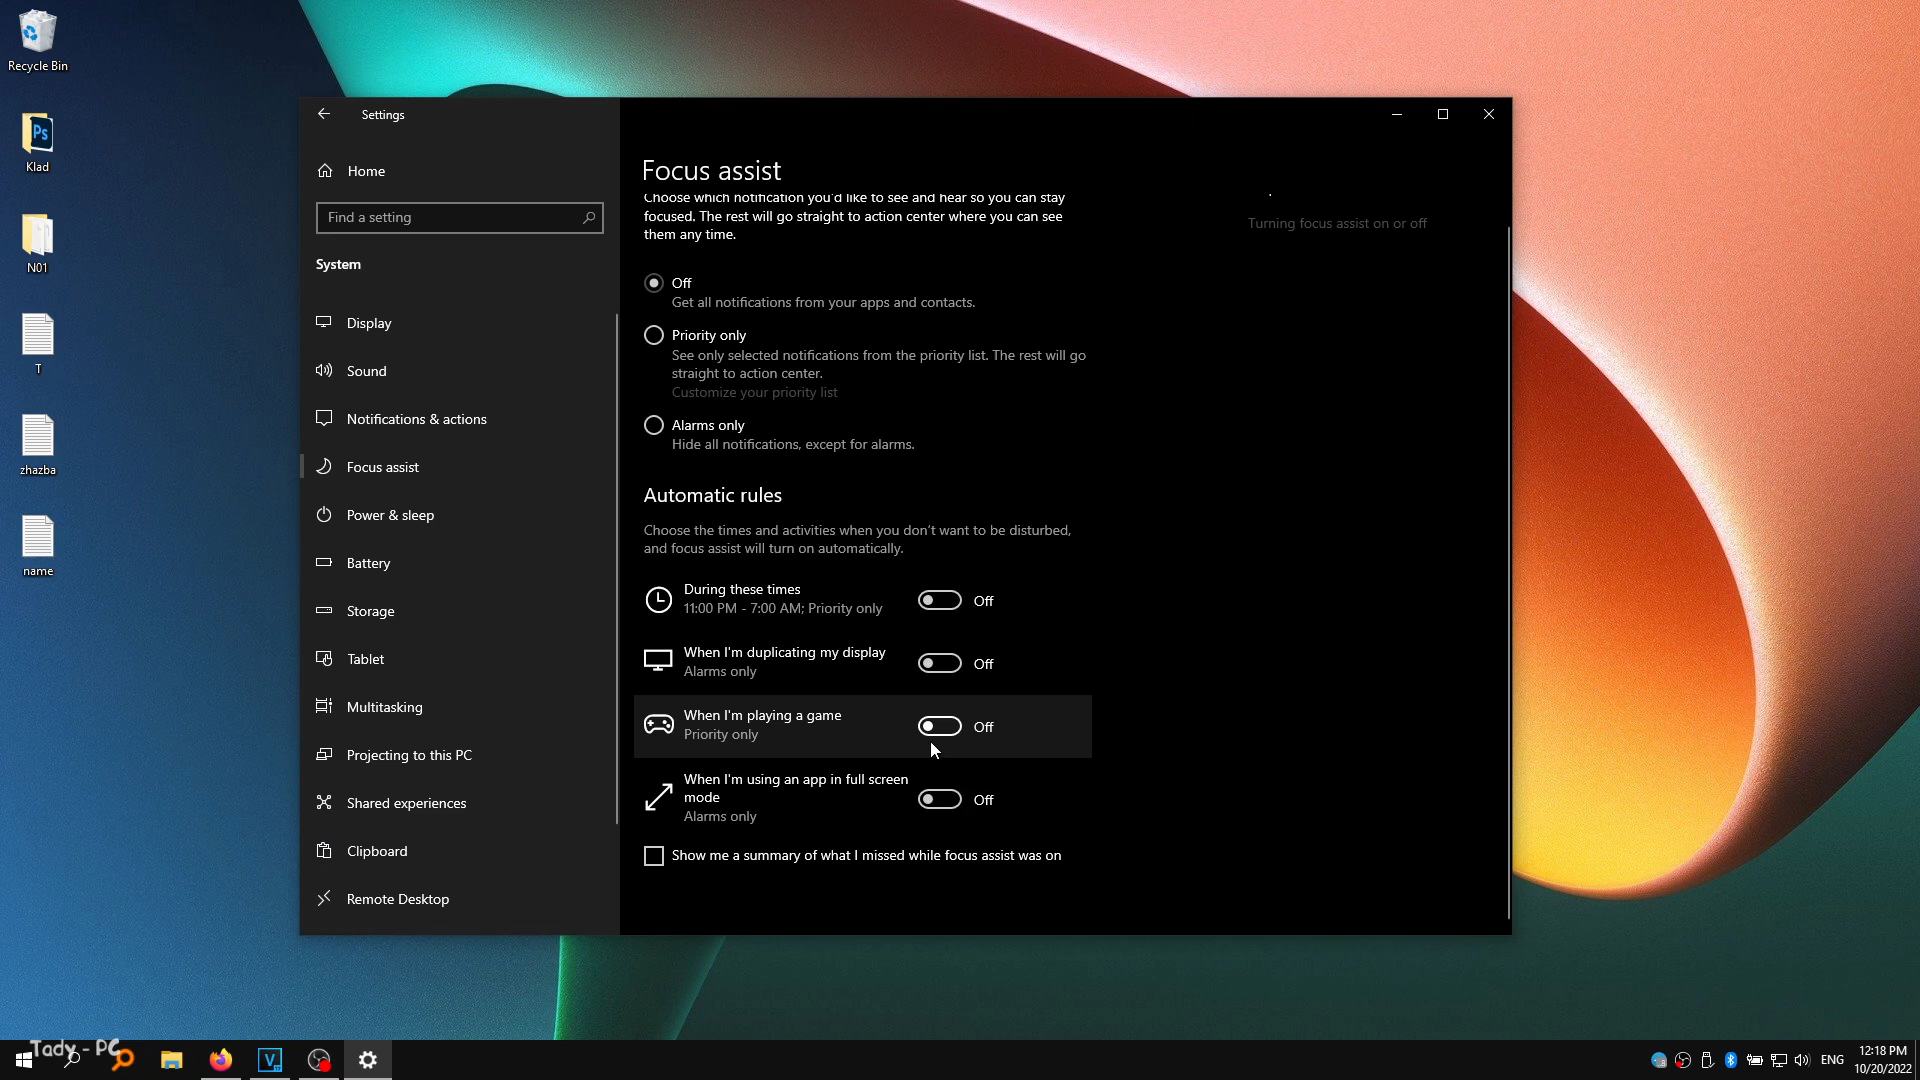 Recycle Bin
Klad
N01
T
zhazba
name
Settings
Home
Find a setting
System
Display
Sound
Notifications & actions
Focus assist
Power & sleep
Battery
Storage
Tablet
Multitasking
Projecting to this PC
Shared experiences
Clipboard
Remote Desktop
Focus assist
Choose which notification you'd like to see and hear so you can stay
focused. The rest will go straight to action center where you can see
them any time.
Off
Get all notifications from your apps and contacts.
Priority only
See only selected notifications from the priority list. The rest will go
straight to action center.
Customize your priority list
Alarms only
Hide all notifications, except for alarms.
Automatic rules
Choose the times and activities when you don't want to be disturbed,
and focus assist will turn on automatically.
During these times
11:00 PM - 7:00 AM; Priority only
Off
When I'm duplicating my display
Alarms only
Off
When I'm playing a game
Priority only
Off
When I'm using an app in full screen
mode
Alarms only
Off
Show me a summary of what I missed while focus assist was on
Turning focus assist on or off
Tady - PC
ENG
12:18 PM
10/20/2022